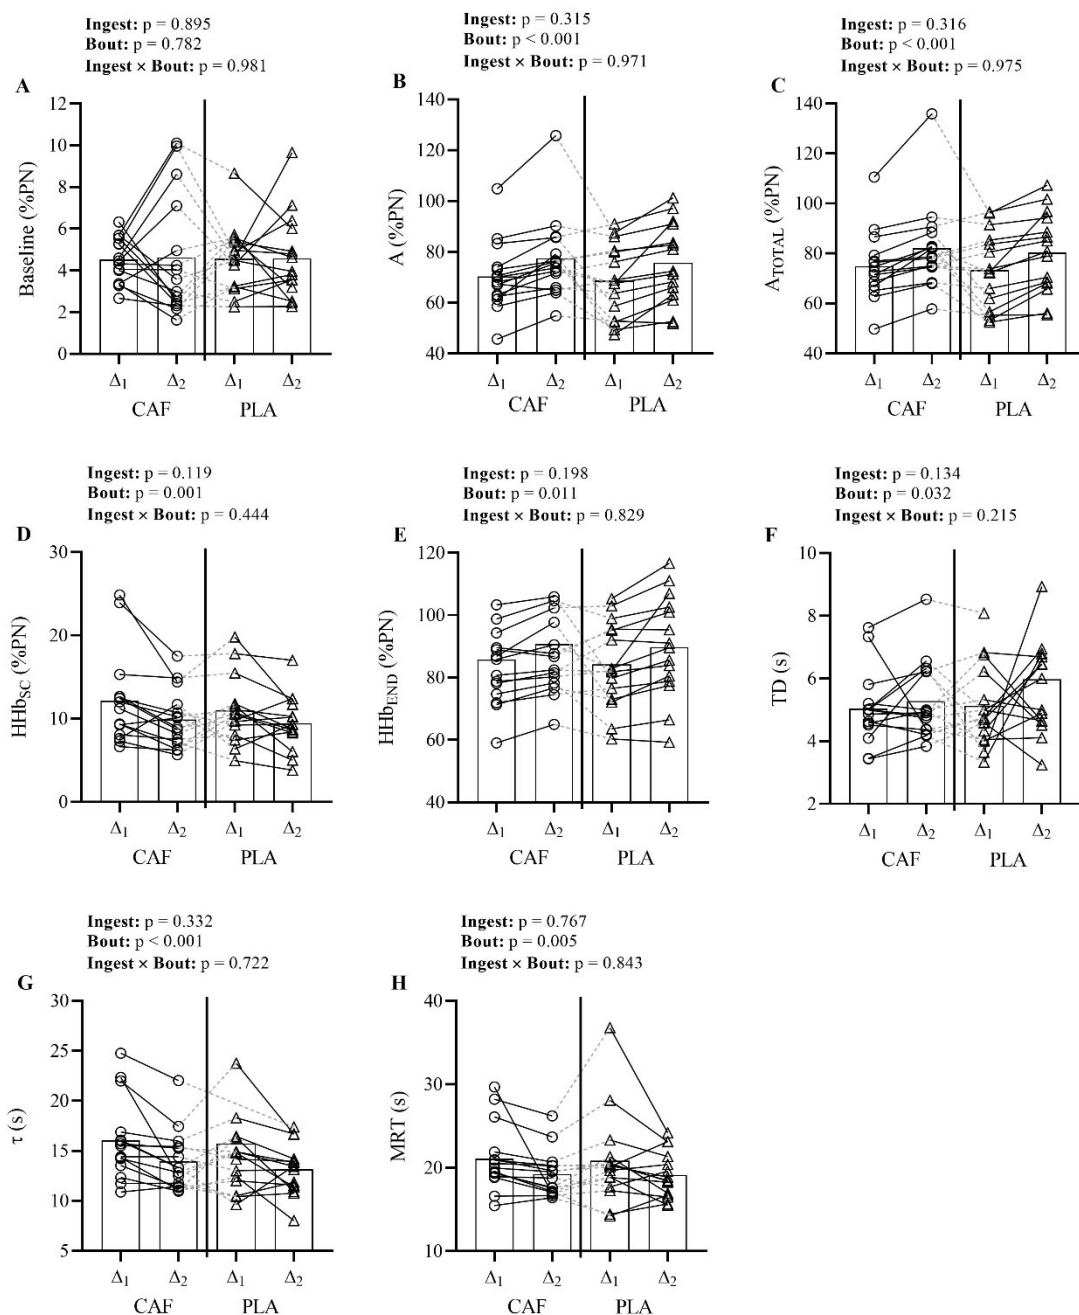 Ingest: p = 0.895
Bout: p = 0.782
Ingest × Bout: p = 0.981
A
Baseline (%PN)
12
10
8
6
4
2
0
Δ1 Δ2 Δ1 Δ2
CAF PLA
Ingest: p = 0.315
Bout: p < 0.001
Ingest × Bout: p = 0.971
B
A (%PN)
140
120
100
80
60
40
Δ1 Δ2 Δ1 Δ2
CAF PLA
Ingest: p = 0.316
Bout: p < 0.001
Ingest × Bout: p = 0.975
C
ATOTAL (%PN)
140
120
100
80
60
40
Δ1 Δ2 Δ1 Δ2
CAF PLA
Ingest: p = 0.119
Bout: p = 0.001
Ingest × Bout: p = 0.444
D
HHbSC (%PN)
30
20
10
0
Δ1 Δ2 Δ1 Δ2
CAF PLA
Ingest: p = 0.198
Bout: p = 0.011
Ingest × Bout: p = 0.829
E
HHbEND (%PN)
120
100
80
60
40
Δ1 Δ2 Δ1 Δ2
CAF PLA
Ingest: p = 0.134
Bout: p = 0.032
Ingest × Bout: p = 0.215
F
TD (s)
10
8
6
4
2
Δ1 Δ2 Δ1 Δ2
CAF PLA
Ingest: p = 0.332
Bout: p < 0.001
Ingest × Bout: p = 0.722
G
τ (s)
30
25
20
15
10
5
Δ1 Δ2 Δ1 Δ2
CAF PLA
Ingest: p = 0.767
Bout: p = 0.005
Ingest × Bout: p = 0.843
H
MRT (s)
40
30
20
10
Δ1 Δ2 Δ1 Δ2
CAF PLA